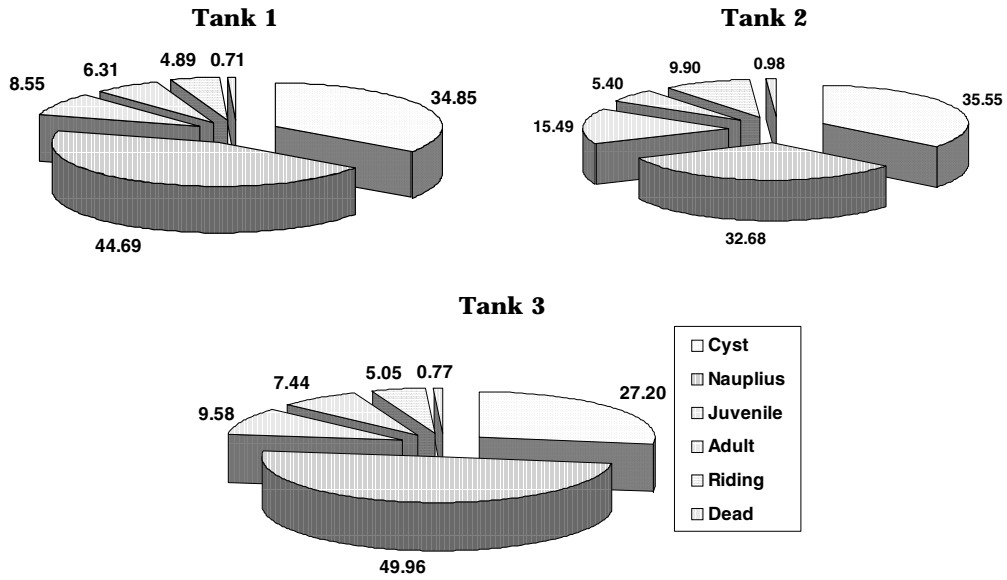 Tank 1
0.71
4.89
6.31
8.55
34.85
44.69
Tank 2
0.98
9.90
5.40
15.49
35.55
32.68
Tank 3
0.77
5.05
7.44
9.58
27.20
49.96
Cyst
Nauplius
Juvenile
Adult
Riding
Dead